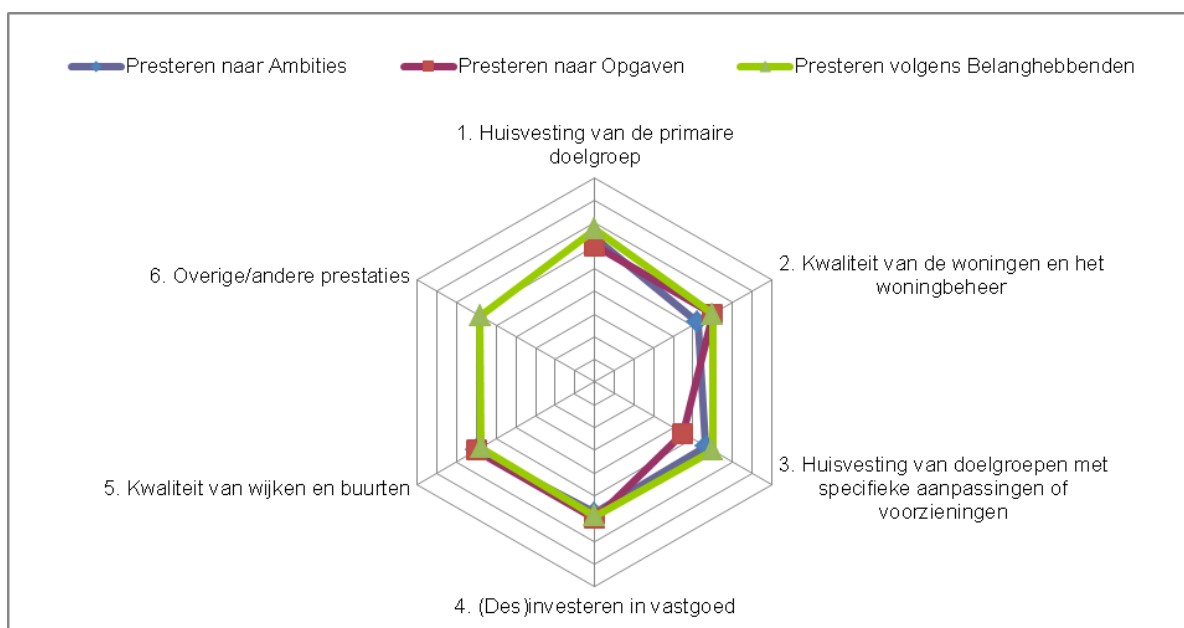 Presteren naar Ambities
Presteren naar Opgaven
Presteren volgens Belanghebbenden
1. Huisvesting van de primaire
doelgroep
2. Kwaliteit van de woningen en het
woningbeheer
3. Huisvesting van doelgroepen met
specifieke aanpassingen of
voorzieningen
4. (Des)investeren in vastgoed
5. Kwaliteit van wijken en buurten
6. Overige/andere prestaties